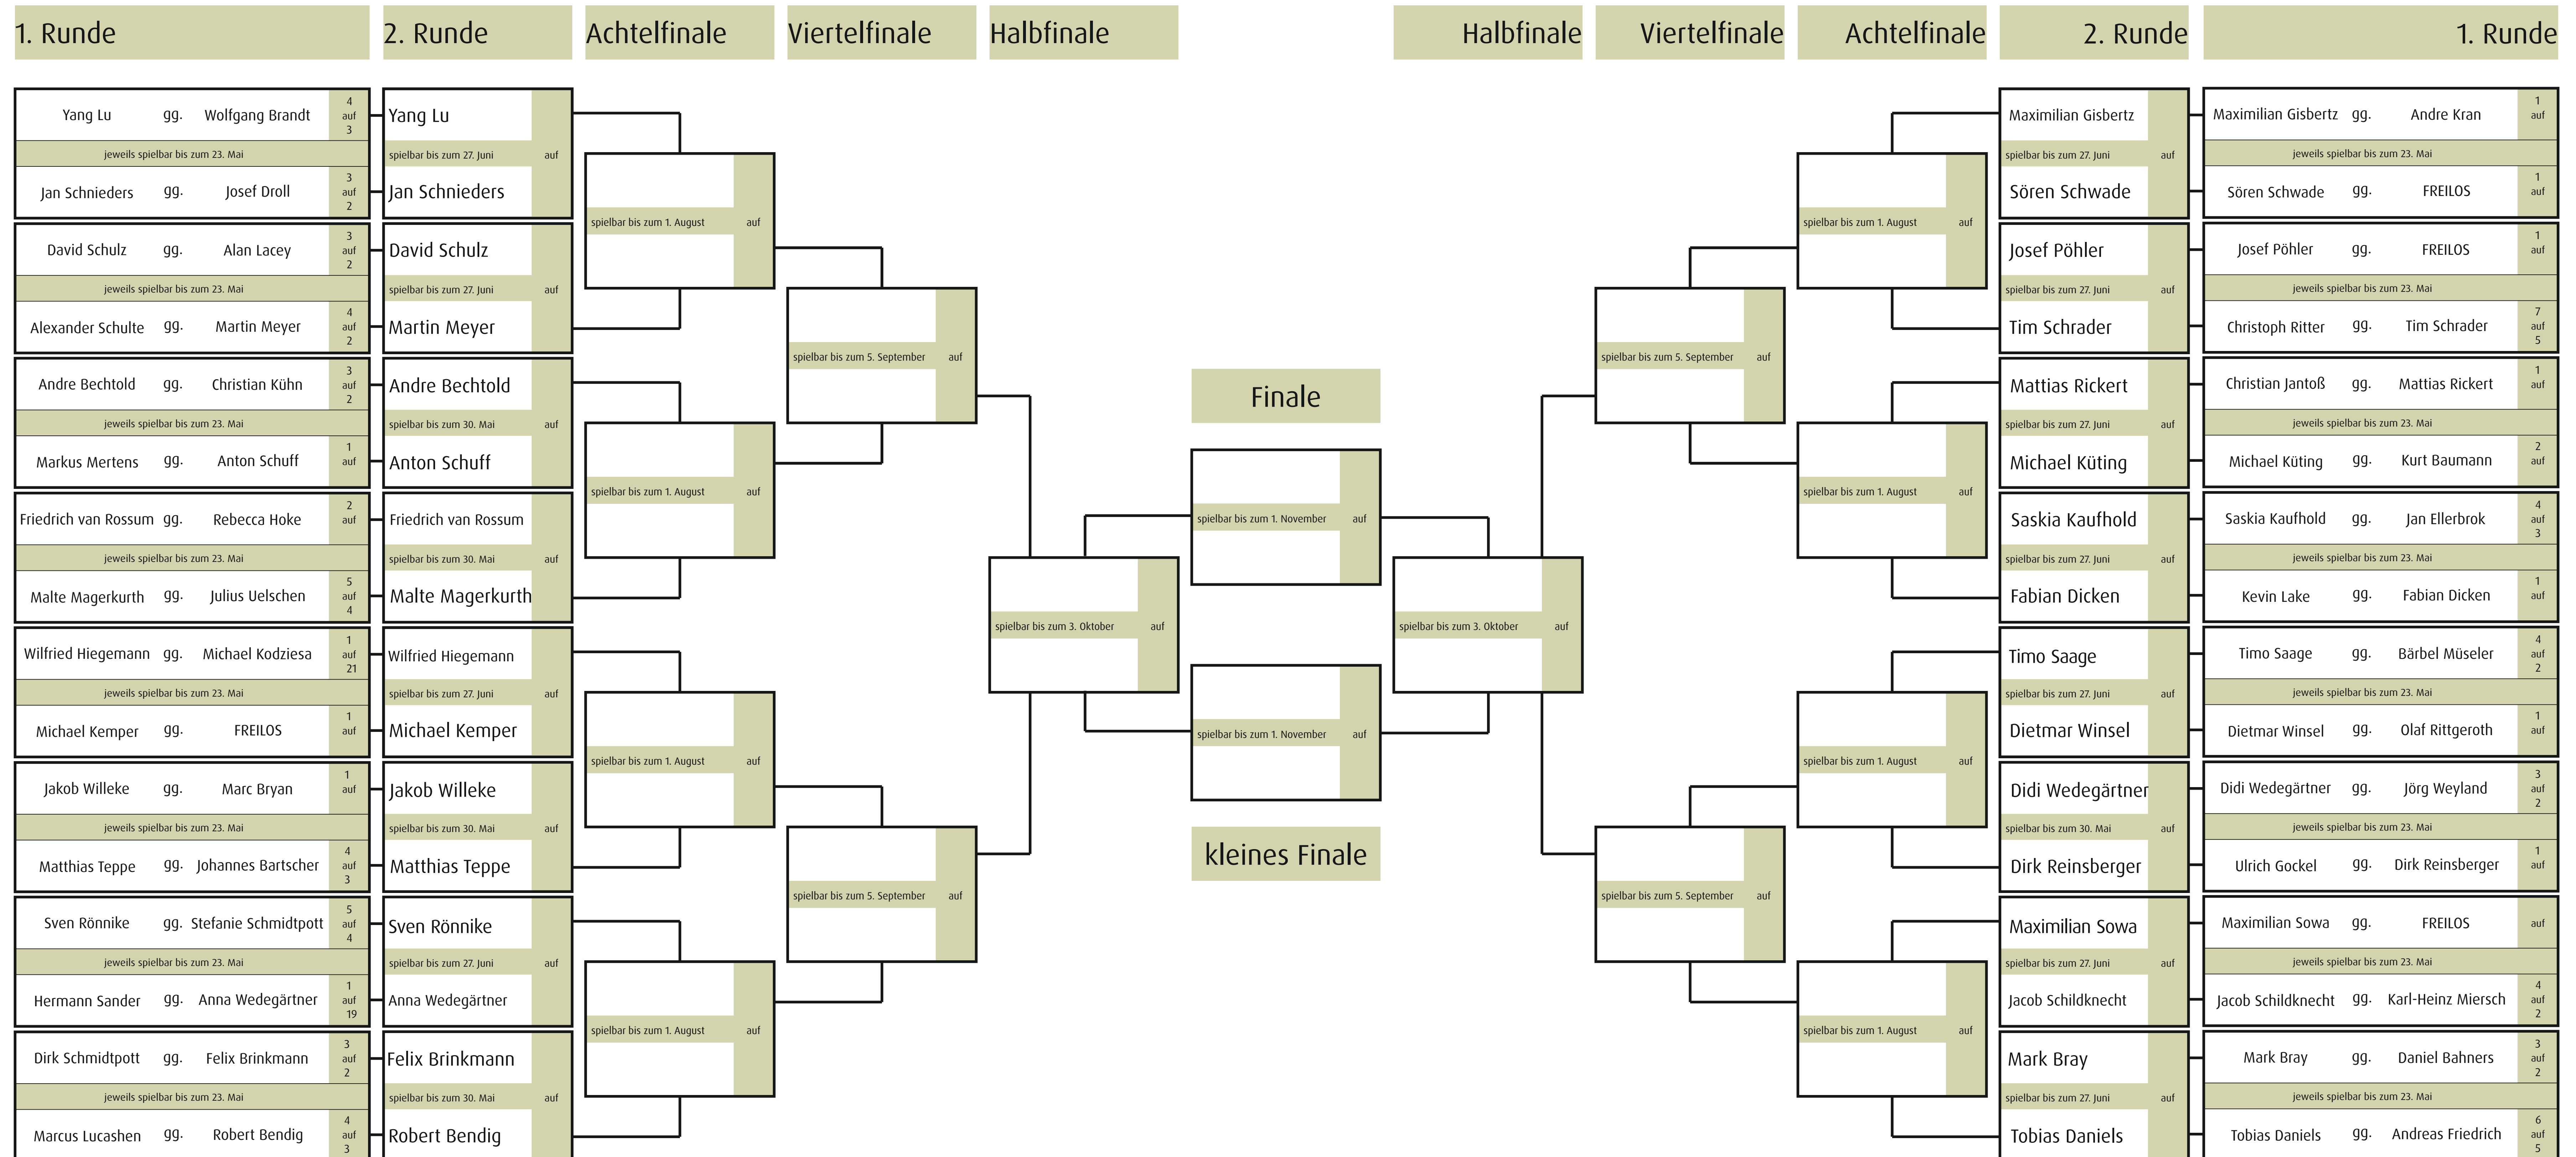 1. Runde
2. Runde
Achtelfinale
Viertelfinale
Halbfinale
Halbfinale
Viertelfinale
Achtelfinale
2. Runde
1. Runde
Yang Lu gg. Wolfgang Brandt 4 auf 3
jeweils spielbar bis zum 23. Mai
Jan Schnieders gg. Josef Droll 3 auf 2
David Schulz gg. Alan Lacey 3 auf 2
jeweils spielbar bis zum 23. Mai
Alexander Schulte gg. Martin Meyer 4 auf 2
Andre Bechtold gg. Christian Kühn 3 auf 2
jeweils spielbar bis zum 23. Mai
Markus Mertens gg. Anton Schuff 1 auf
Friedrich van Rossum gg. Rebecca Hoke 2 auf
jeweils spielbar bis zum 23. Mai
Malte Magerkurth gg. Julius Uelschen 5 auf 4
Wilfried Hiegemann gg. Michael Kodziesa 1 auf 21
jeweils spielbar bis zum 23. Mai
Michael Kemper gg. FREILOS 1 auf
Jakob Willeke gg. Marc Bryan 1 auf
jeweils spielbar bis zum 23. Mai
Matthias Teppe gg. Johannes Bartscher 4 auf 3
Sven Rönnike gg. Stefanie Schmidtpott 5 auf 4
jeweils spielbar bis zum 23. Mai
Hermann Sander gg. Anna Wedegärtner 1 auf 19
Dirk Schmidtpott gg. Felix Brinkmann 3 auf 2
jeweils spielbar bis zum 23. Mai
Marcus Lucashen gg. Robert Bendig 4 auf 3
Yang Lu
spielbar bis zum 27. Juni auf
Jan Schnieders
David Schulz
spielbar bis zum 27. Juni auf
Martin Meyer
Andre Bechtold
spielbar bis zum 30. Mai auf
Anton Schuff
Friedrich van Rossum
spielbar bis zum 30. Mai auf
Malte Magerkurth
Wilfried Hiegemann
spielbar bis zum 27. Juni auf
Michael Kemper
Jakob Willeke
spielbar bis zum 30. Mai auf
Matthias Teppe
Sven Rönnike
spielbar bis zum 27. Juni auf
Anna Wedegärtner
Felix Brinkmann
spielbar bis zum 30. Mai auf
Robert Bendig
spielbar bis zum 1. August auf
spielbar bis zum 1. August auf
spielbar bis zum 1. August auf
spielbar bis zum 1. August auf
spielbar bis zum 5. September auf
spielbar bis zum 5. September auf
spielbar bis zum 3. Oktober auf
Finale
spielbar bis zum 1. November auf
spielbar bis zum 1. November auf
kleines Finale
spielbar bis zum 3. Oktober auf
spielbar bis zum 5. September auf
spielbar bis zum 5. September auf
spielbar bis zum 1. August auf
spielbar bis zum 1. August auf
spielbar bis zum 1. August auf
spielbar bis zum 1. August auf
Maximilian Gisbertz
spielbar bis zum 27. Juni auf
Sören Schwade
Josef Pöhler
spielbar bis zum 27. Juni auf
Tim Schrader
Mattias Rickert
spielbar bis zum 27. Juni auf
Michael Küting
Saskia Kaufhold
spielbar bis zum 27. Juni auf
Fabian Dicken
Timo Saage
spielbar bis zum 27. Juni auf
Dietmar Winsel
Didi Wedegärtner
spielbar bis zum 30. Mai auf
Dirk Reinsberger
Maximilian Sowa
spielbar bis zum 27. Juni auf
Jacob Schildknecht
Mark Bray
spielbar bis zum 27. Juni auf
Tobias Daniels
Maximilian Gisbertz gg. Andre Kran 1 auf
jeweils spielbar bis zum 23. Mai
Sören Schwade gg. FREILOS 1 auf
Josef Pöhler gg. FREILOS 1 auf
jeweils spielbar bis zum 23. Mai
Christoph Ritter gg. Tim Schrader 7 auf 5
Christian Jantoß gg. Mattias Rickert 1 auf
jeweils spielbar bis zum 23. Mai
Michael Küting gg. Kurt Baumann 2 auf
Saskia Kaufhold gg. Jan Ellerbrok 4 auf 3
jeweils spielbar bis zum 23. Mai
Kevin Lake gg. Fabian Dicken 1 auf
Timo Saage gg. Bärbel Müseler 4 auf 2
jeweils spielbar bis zum 23. Mai
Dietmar Winsel gg. Olaf Rittgeroth 1 auf
Didi Wedegärtner gg. Jörg Weyland 3 auf 2
jeweils spielbar bis zum 23. Mai
Ulrich Gockel gg. Dirk Reinsberger 1 auf
Maximilian Sowa gg. FREILOS auf
jeweils spielbar bis zum 23. Mai
Jacob Schildknecht gg. Karl-Heinz Miersch 4 auf 2
Mark Bray gg. Daniel Bahners 3 auf 2
jeweils spielbar bis zum 23. Mai
Tobias Daniels gg. Andreas Friedrich 6 auf 5